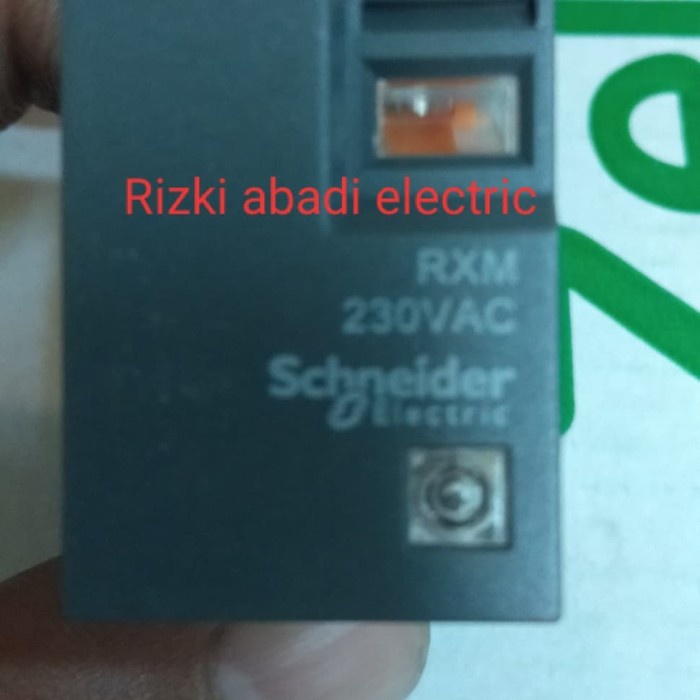 Rizki abadi electric
RXM
230VAC
Schneider
Electric